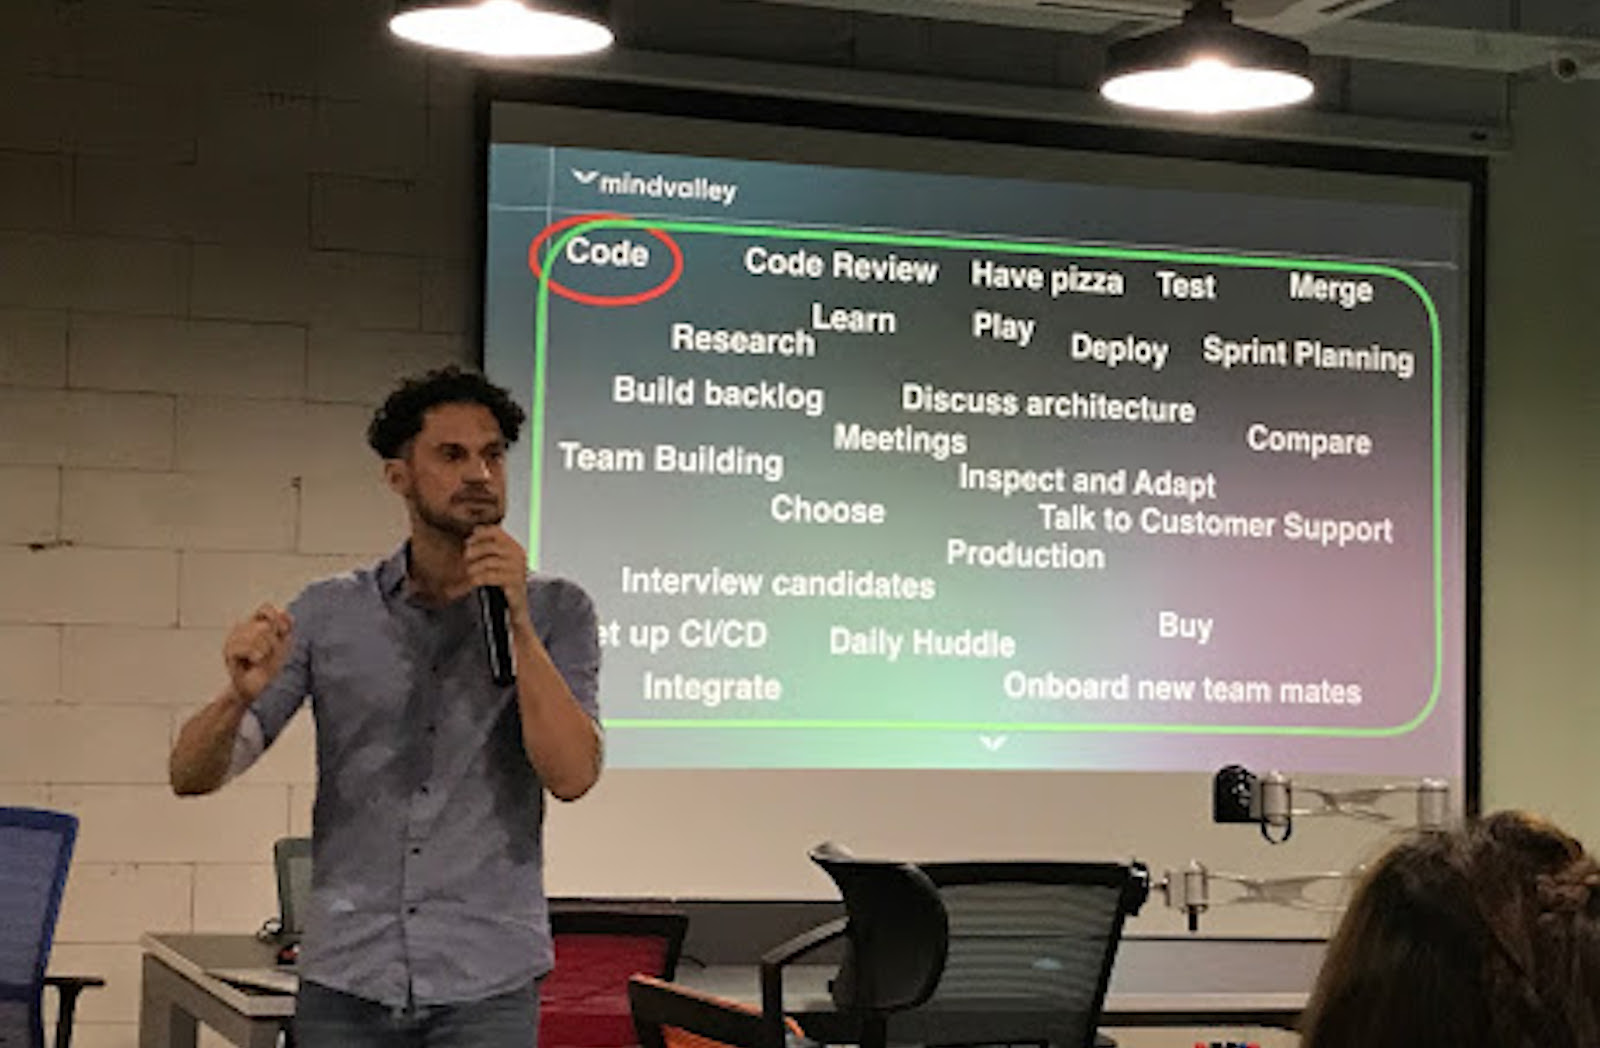 mindvalley
Code
Code Review
Have pizza
Test
Merge
Learn
Play
Research
Deploy
Sprint Planning
Build backlog
Discuss architecture
Meetings
Compare
Team Building
Inspect and Adapt
Choose
Talk to Customer Support
Production
Interview candidates
et up CI/CD
Daily Huddle
Buy
Integrate
Onboard new team mates